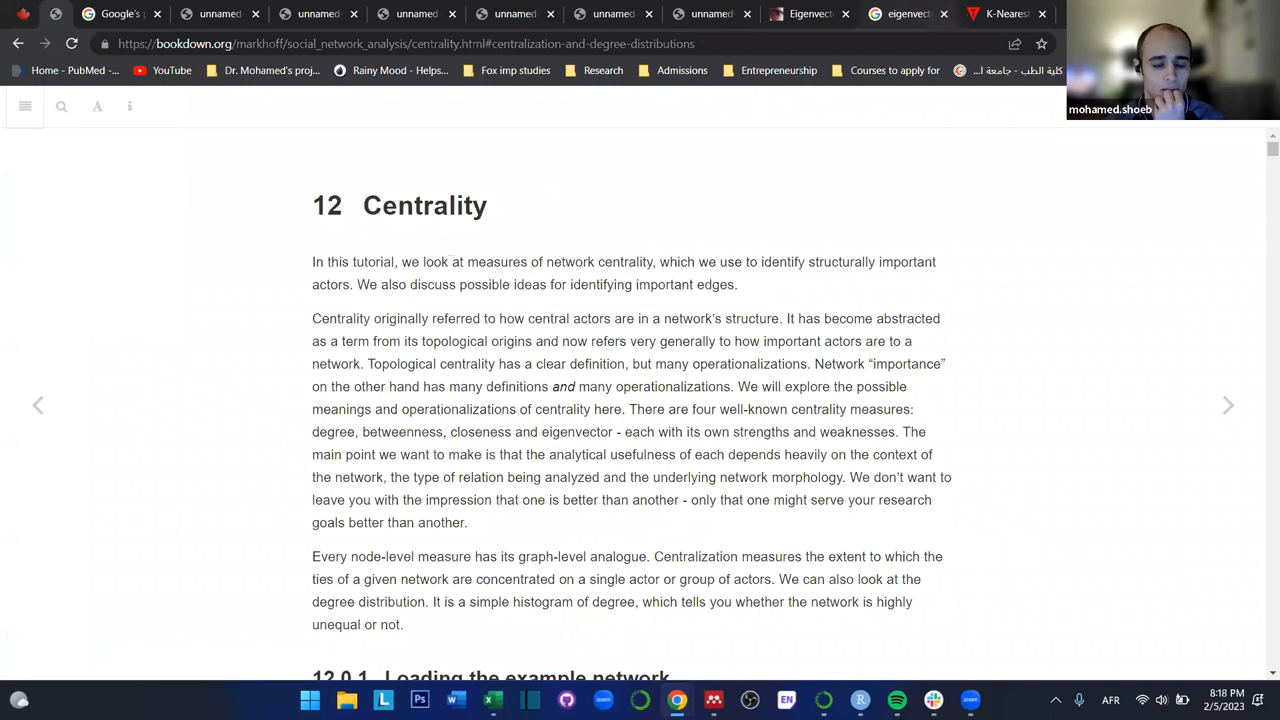 Google's
unnamed
unnamed
unnamed
unnamed
unnamed
unnamed
Eigenvec
eigenvect
K-Nearest
https://bookdown.org/markhoff/social_network_analysis/centrality.html#centralization-and-degree-distributions
Home - PubMed - ...
YouTube
Dr. Mohamed's proj...
Rainy Mood - Helps...
Fox imp studies
Research
Admissions
Entrepreneurship
Courses to apply for
كلية الطب - جامعة ا...
mohamed.shoeb
12 Centrality
In this tutorial, we look at measures of network centrality, which we use to identify structurally important
actors. We also discuss possible ideas for identifying important edges.
Centrality originally referred to how central actors are in a network's structure. It has become abstracted
as a term from its topological origins and now refers very generally to how important actors are to a
network. Topological centrality has a clear definition, but many operationalizations. Network “importance”
on the other hand has many definitions and many operationalizations. We will explore the possible
meanings and operationalizations of centrality here. There are four well-known centrality measures:
degree, betweenness, closeness and eigenvector - each with its own strengths and weaknesses. The
main point we want to make is that the analytical usefulness of each depends heavily on the context of
the network, the type of relation being analyzed and the underlying network morphology. We don't want to
leave you with the impression that one is better than another - only that one might serve your research
goals better than another.
Every node-level measure has its graph-level analogue. Centralization measures the extent to which the
ties of a given network are concentrated on a single actor or group of actors. We can also look at the
degree distribution. It is a simple histogram of degree, which tells you whether the network is highly
unequal or not.
12.0.1 Loading the example network
AFR
8:18 PM
2/5/2023